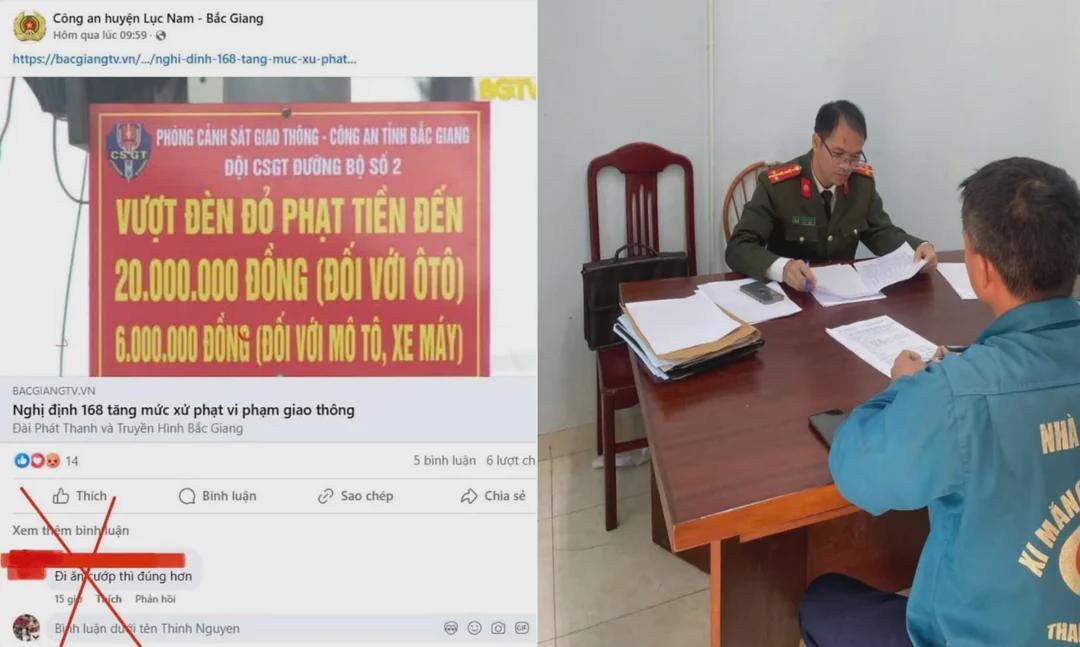 Công an huyện Lục Nam - Bắc Giang
Hôm qua lúc 09:59 ·
https://bacgiangtv.vn/.../nghi-dinh-168-tang-muc-xu-phat...
BGTV
PHÒNG CẢNH SÁT GIAO THÔNG - CÔNG AN TỈNH BẮC GIANG
CSGT
ĐỘI CSGT ĐƯỜNG BỘ SỐ 2
VƯỢT ĐÈN ĐỎ PHẠT TIỀN ĐẾN
20.000.000 ĐỒNG (ĐỐI VỚI ÔTÔ)
6.000.000 ĐỒNG (ĐỐI VỚI MÔ TÔ, XE MÁY)
BACGIANGTV.VN
Nghị định 168 tăng mức xử phạt vi phạm giao thông
Đài Phát Thanh và Truyền Hình Bắc Giang
14
5 bình luận 6 lượt ch
Thích Bình luận Sao chép Chia sẻ
Xem thêm bình luận
Đi ăn cướp thì đúng hơn
15 giờ Thích Phản hồi
Bình luận dưới tên Thinh Nguyen
GIF
NHÀ
XI MĂNG
THA